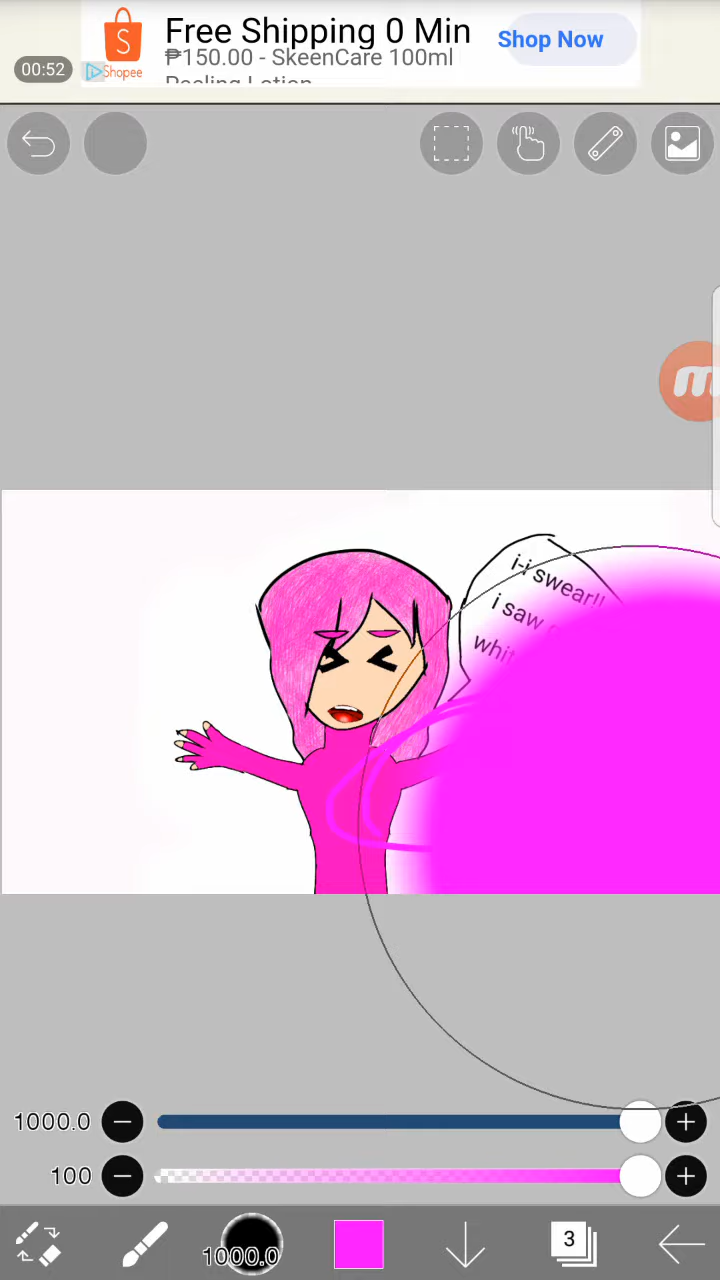 Free Shipping 0 Min
₱150.00 - SkeenCare 100ml
Shop Now
Shopee
00:52
i-i swear!!
i saw
1000.0
100
1000.0
3